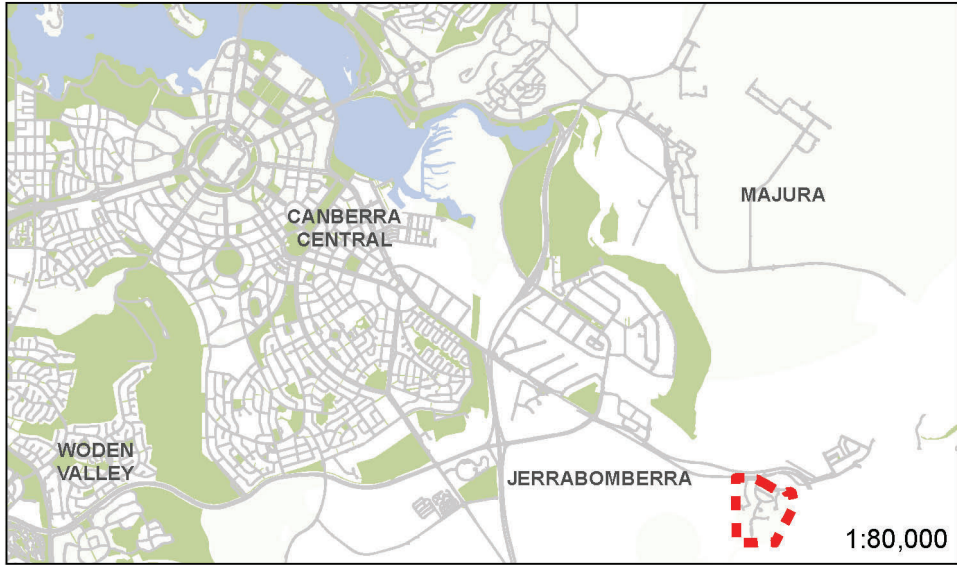 MAJURA
CANBERRA
CENTRAL
WODEN
VALLEY
JERRABOMBERRA
1:80,000